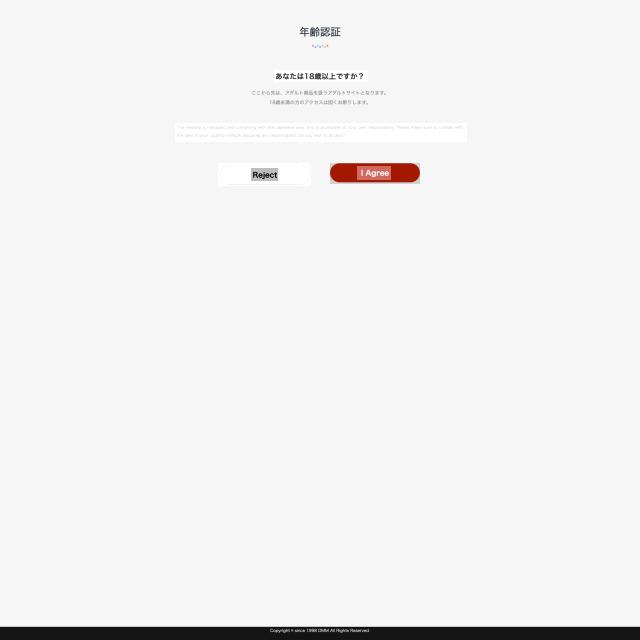 年齢認証
あなたは18歳以上ですか？
ここから先は、アダルト商品を扱うアダルトサイトとなります。
18歳未満の方のアクセスは固くお断りします。
This website is managed and complying with the Japanese laws, and is accessible at your own responsibility. Please make sure to comply with
the laws in your country. FANZA disclaims any responsibility. Do you wish to access?
Reject
I Agree
Copyright © since 1998 DMM All Rights Reserved.